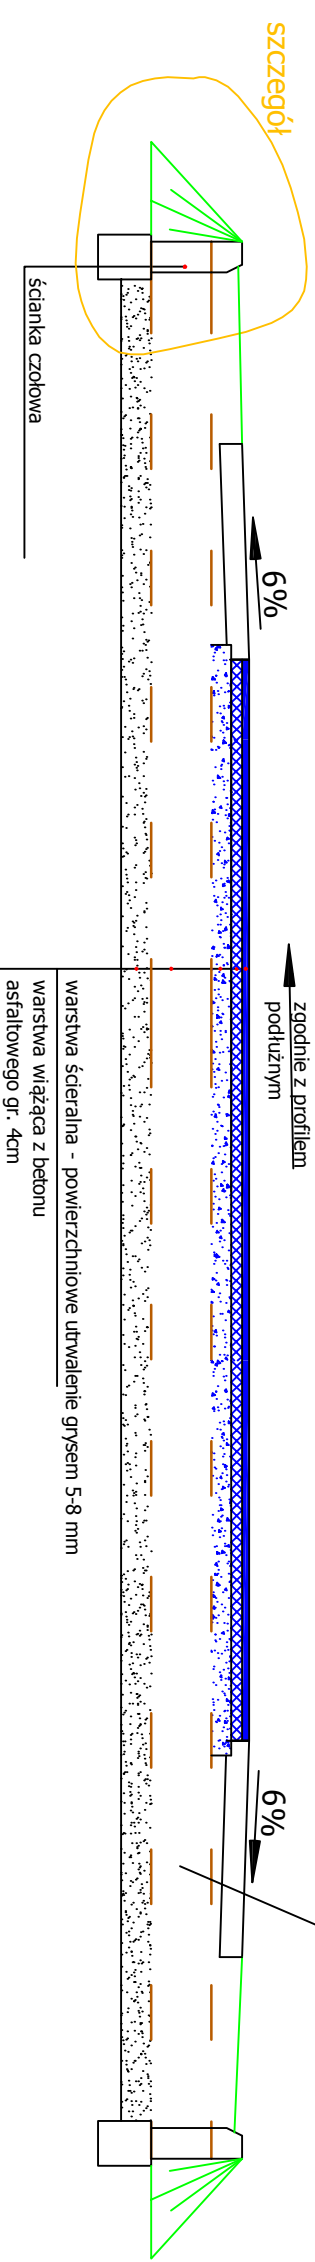 szczegół
6%
zgodnie z profilem
podłużnym
6%
ścianka czołowa
warstwa ścieralna - powierzchniowe utrwalenie grysem 5-8 mm
warstwa wiążąca z betonu
asfaltowego gr. 4cm